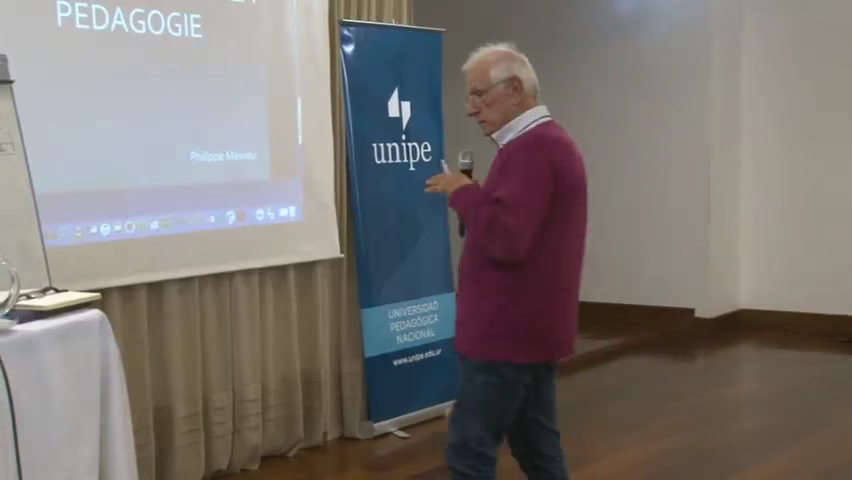 PEDAGOGIE
Philippe Meirieu
unipe
UNIVERSIDAD
PEDAGÓGICA
NACIONAL
www.unipe.edu.ar